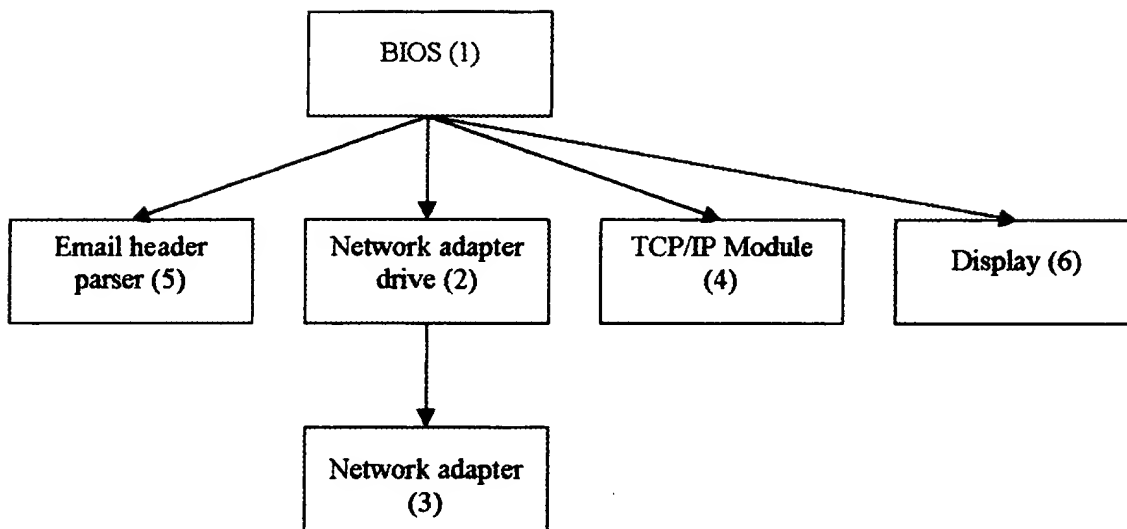 BIOS (1)
Email header
parser (5)
Network adapter
drive (2)
TCP/IP Module
(4)
Display (6)
Network adapter
(3)